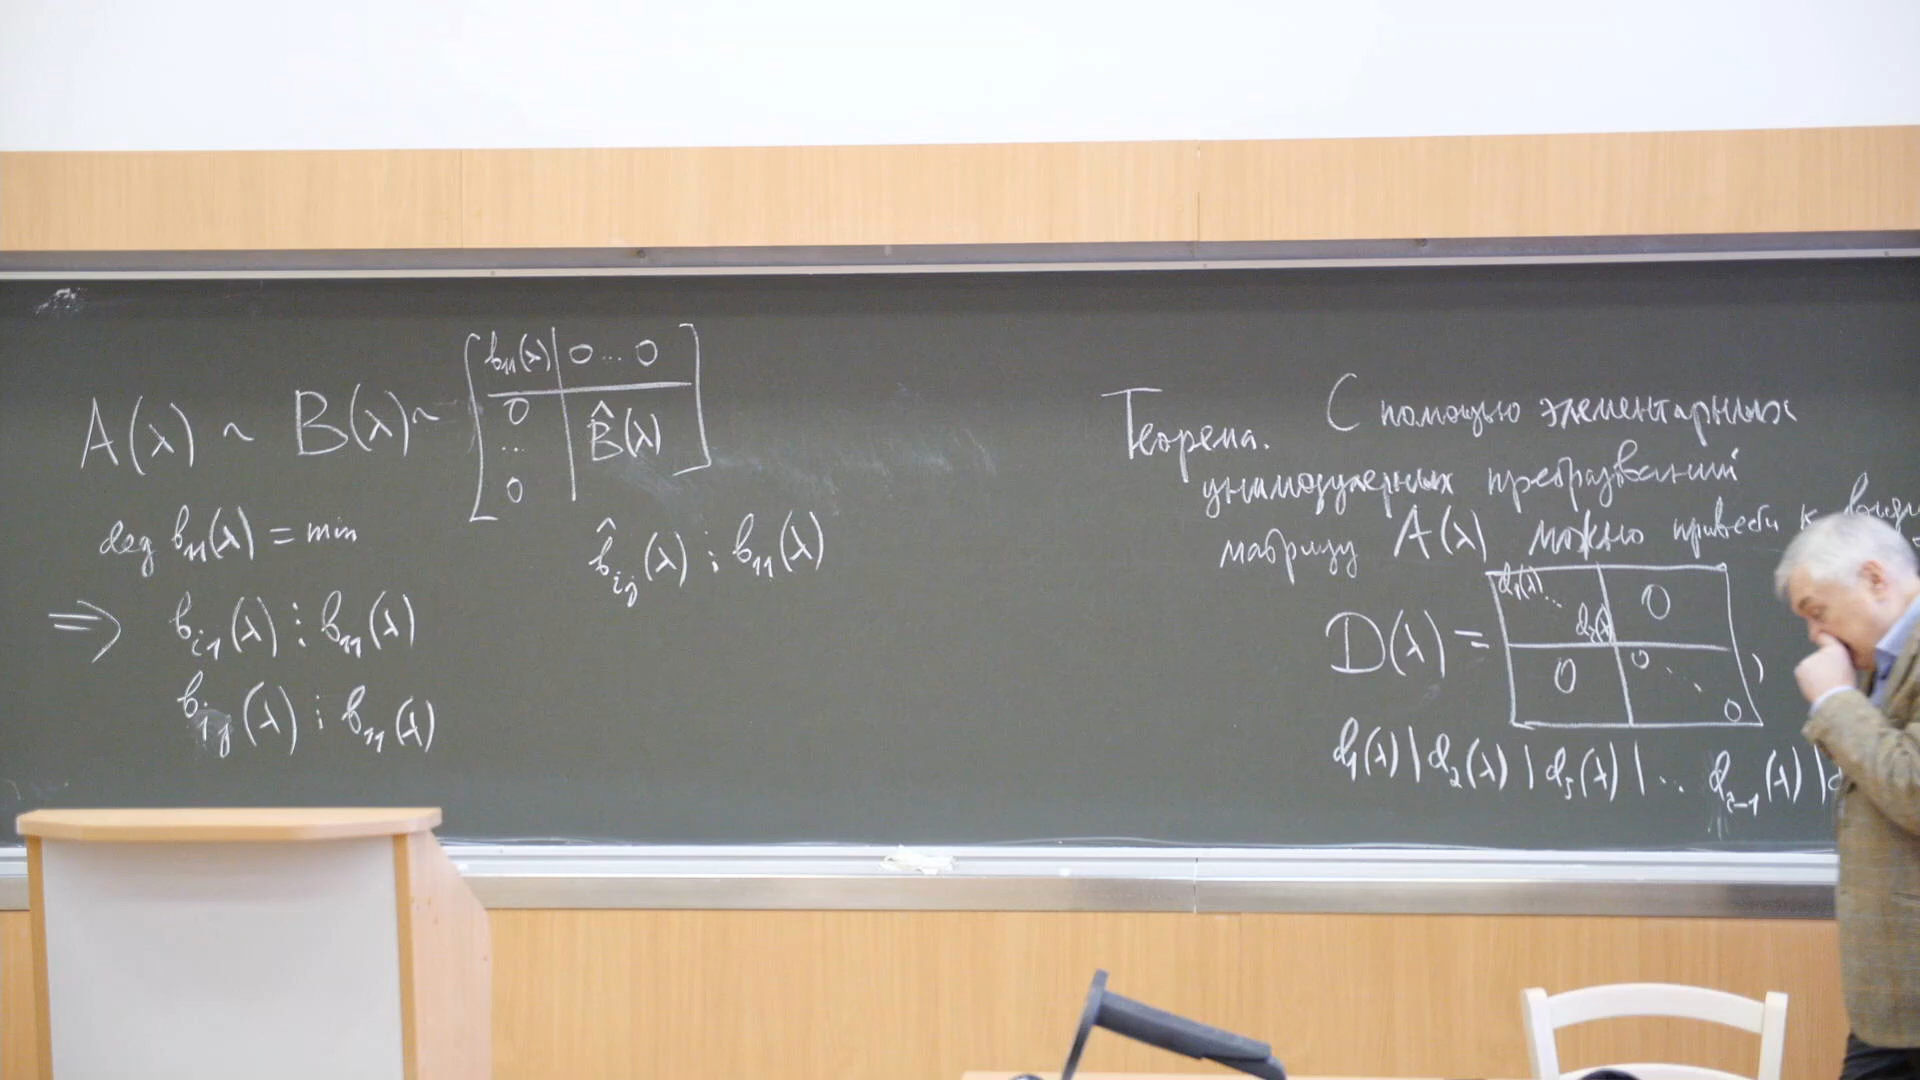 A(λ) ~ B(λ) ~ [ b₁₁(λ) | 0 ... 0
0 ... 0 | B̂(λ) ]
deg b₁₁(λ) = min
b̂ᵢⱼ(λ) ⋮ b₁₁(λ)
⇒ bᵢ₁(λ) ⋮ b₁₁(λ)
b₁ⱼ(λ) ⋮ b₁₁(λ)
Теорема. С помощью элементарных
унимодулярных преобразований
матрицу A(λ) можно привести к виду
D(λ) = [ d₁(λ) ... dᵣ(λ) | 0
0 | 0 ... 0 ] ,
d₁(λ) | d₂(λ) | d₃(λ) | ... dᵣ₋₁(λ) |